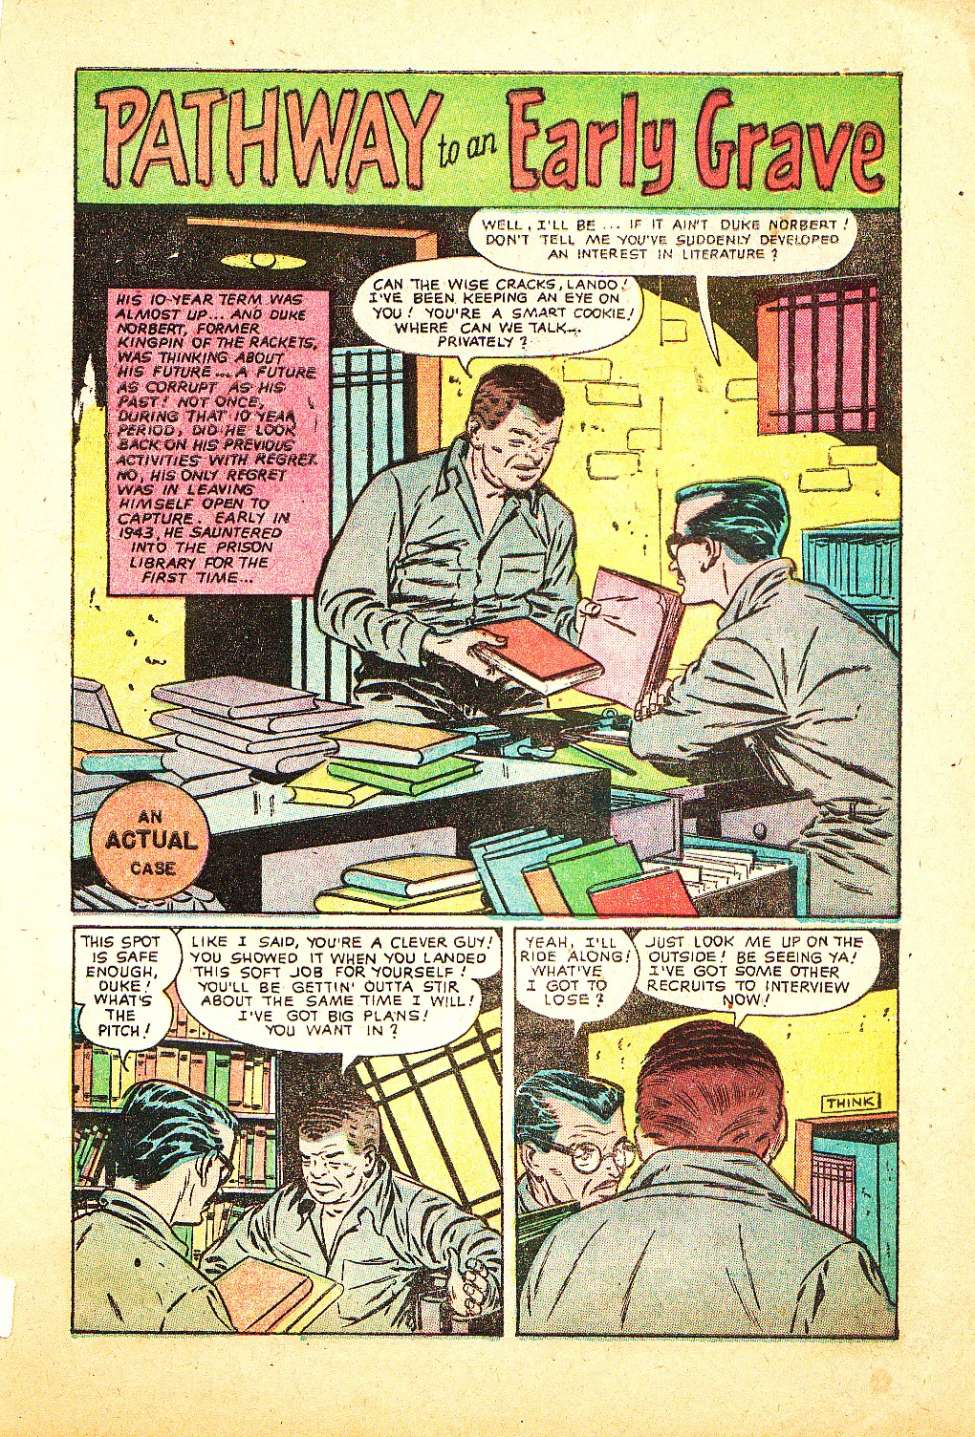 PATHWAY to an Early Grave
WELL, I'LL BE ... IF IT AIN'T DUKE NORBERT!
DON'T TELL ME YOU'VE SUDDENLY DEVELOPED
AN INTEREST IN LITERATURE?
CAN THE WISE CRACKS, LANDO!
I'VE BEEN KEEPING AN EYE ON
YOU! YOU'RE A SMART COOKIE!
WHERE CAN WE TALK...
PRIVATELY?
HIS 10-YEAR TERM WAS
ALMOST UP... AND DUKE
NORBERT, FORMER
KINGPIN OF THE RACKETS,
WAS THINKING ABOUT
HIS FUTURE... A FUTURE
AS CORRUPT AS HIS
PAST! NOT ONCE,
DURING THAT 10 YEAR
PERIOD, DID HE LOOK
BACK ON HIS PREVIOUS
ACTIVITIES WITH REGRET.
NO, HIS ONLY REGRET
WAS IN LEAVING
HIMSELF OPEN TO
CAPTURE. EARLY IN
1943, HE SAUNTERED
INTO THE PRISON
LIBRARY FOR THE
FIRST TIME...
AN
ACTUAL
CASE
THIS SPOT
IS SAFE
ENOUGH,
DUKE!
WHAT'S
THE
PITCH!
LIKE I SAID, YOU'RE A CLEVER GUY!
YOU SHOWED IT WHEN YOU LANDED
THIS SOFT JOB FOR YOURSELF!
YOU'LL BE GETTIN' OUTTA STIR
ABOUT THE SAME TIME I WILL!
I'VE GOT BIG PLANS!
YOU WANT IN?
YEAH, I'LL
RIDE ALONG!
WHAT'VE
I GOT TO
LOSE?
JUST LOOK ME UP ON THE
OUTSIDE! BE SEEING YA!
I'VE GOT SOME OTHER
RECRUITS TO INTERVIEW
NOW!
THINK